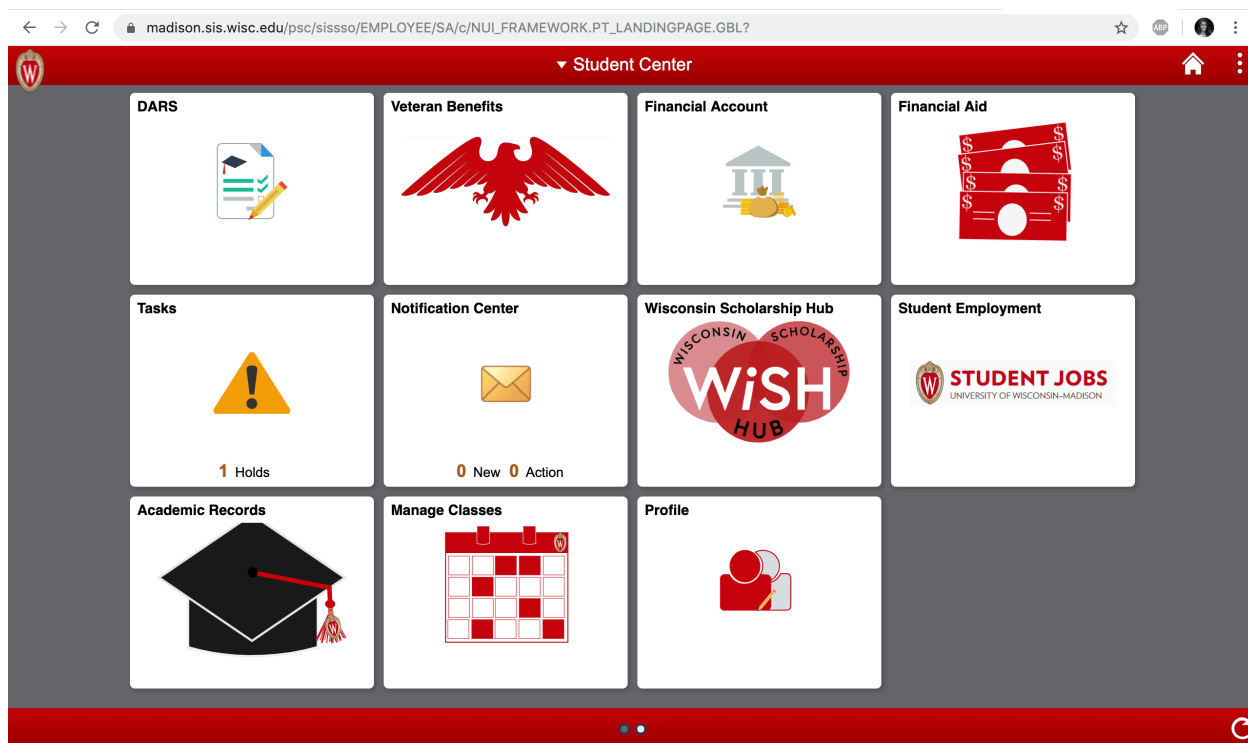 madison.sis.wisc.edu/psc/sissso/EMPLOYEE/SA/c/NUI_FRAMEWORK.PT_LANDINGPAGE.GBL?
ABP
W
Student Center
DARS
Veteran Benefits
Financial Account
Financial Aid
$ $
$ $
$ $
$ $
Tasks
Notification Center
Wisconsin Scholarship Hub
Student Employment
WISCONSIN SCHOLARSHIP
WiSH
HUB
W STUDENT JOBS
UNIVERSITY OF WISCONSIN–MADISON
1 Holds
0 New 0 Action
Academic Records
Manage Classes
Profile
W
W